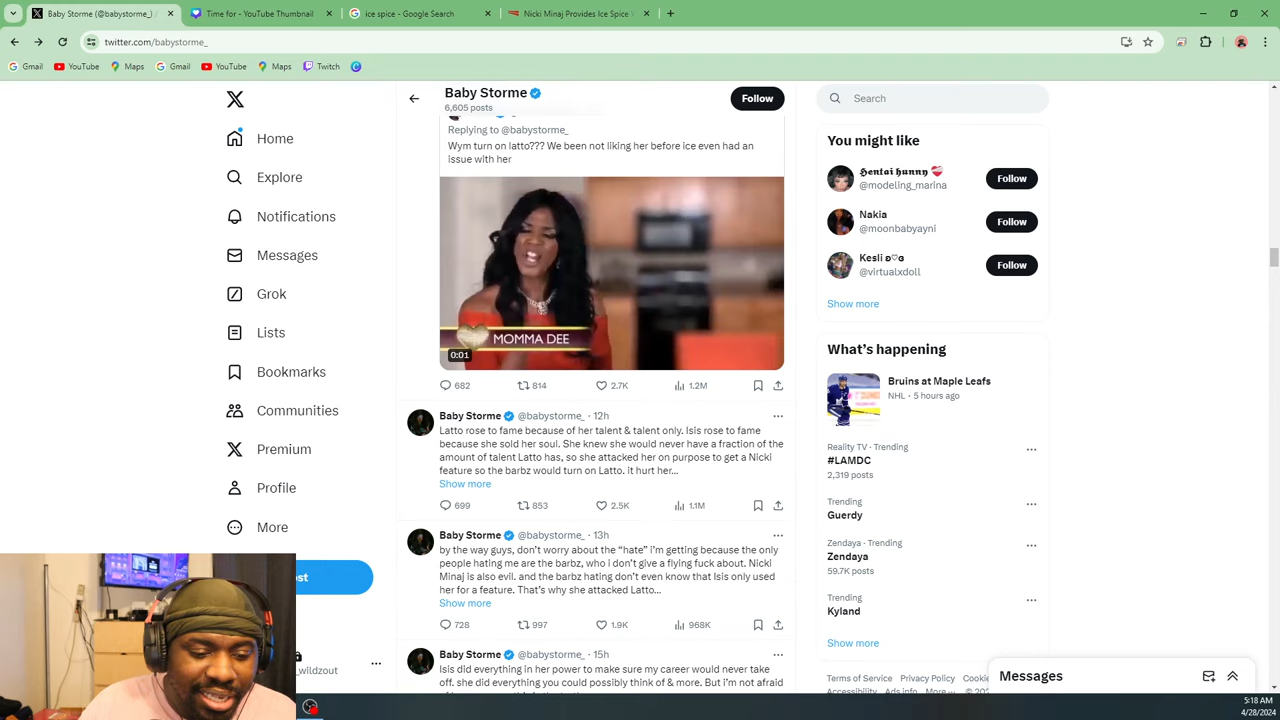 Baby Storme (@babystorme_) /
Time for - YouTube Thumbnail
ice spice - Google Search
Nicki Minaj Provides Ice Spice
twitter.com/babystorme_
Gmail
YouTube
Maps
Gmail
YouTube
Maps
Twitch
X
Home
Explore
Notifications
Messages
Grok
Lists
Bookmarks
Communities
Premium
Profile
More
ost
_wildzout
Baby Storme
6,605 posts
Follow
Replying to @babystorme_
Wym turn on latto??? We been not liking her before ice even had an
issue with her
MOMMA DEE
0:01
682 814 2.7K 1.2M
Baby Storme @babystorme_ · 12h
Latto rose to fame because of her talent & talent only. Isis rose to fame
because she sold her soul. She knew she would never have a fraction of the
amount of talent Latto has, so she attacked her on purpose to get a Nicki
feature so the barbz would turn on Latto. it hurt her...
Show more
699 853 2.5K 1.1M
Baby Storme @babystorme_ · 13h
by the way guys, don't worry about the “hate” i'm getting because the only
people hating me are the barbz, who i don't give a flying fuck about. Nicki
Minaj is also evil. and the barbz hating don't even know that Isis only used
her for a feature. That's why she attacked Latto...
Show more
728 997 1.9K 968K
Baby Storme @babystorme_ · 15h
Isis did everything in her power to make sure my career would never take
off. she did everything you could possibly think of & more. But i'm not afraid
Search
You might like
𝕳𝖊𝖓𝖙𝖆𝖎 𝖍𝖚𝖓𝖓𝖞 💝
@modeling_marina
Follow
Nakia
@moonbabyayni
Follow
Kesli ʚ♡ɞ
@virtualxdoll
Follow
Show more
What's happening
Bruins at Maple Leafs
NHL · 5 hours ago
Reality TV · Trending
#LAMDC
2,319 posts
Trending
Guerdy
Zendaya · Trending
Zendaya
59.7K posts
Trending
Kyland
Show more
Terms of Service Privacy Policy Cookie
Accessibility Ads info More... © 202
Messages
5:18 AM
4/28/2024